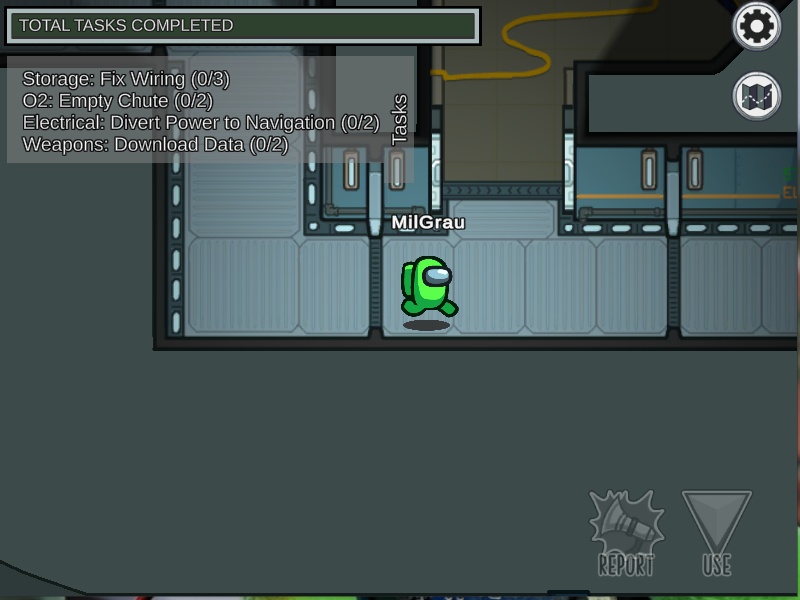 TOTAL TASKS COMPLETED
Storage: Fix Wiring (0/3)
O2: Empty Chute (0/2)
Electrical: Divert Power to Navigation (0/2)
Weapons: Download Data (0/2)
Tasks
MilGrau
REPORT
USE